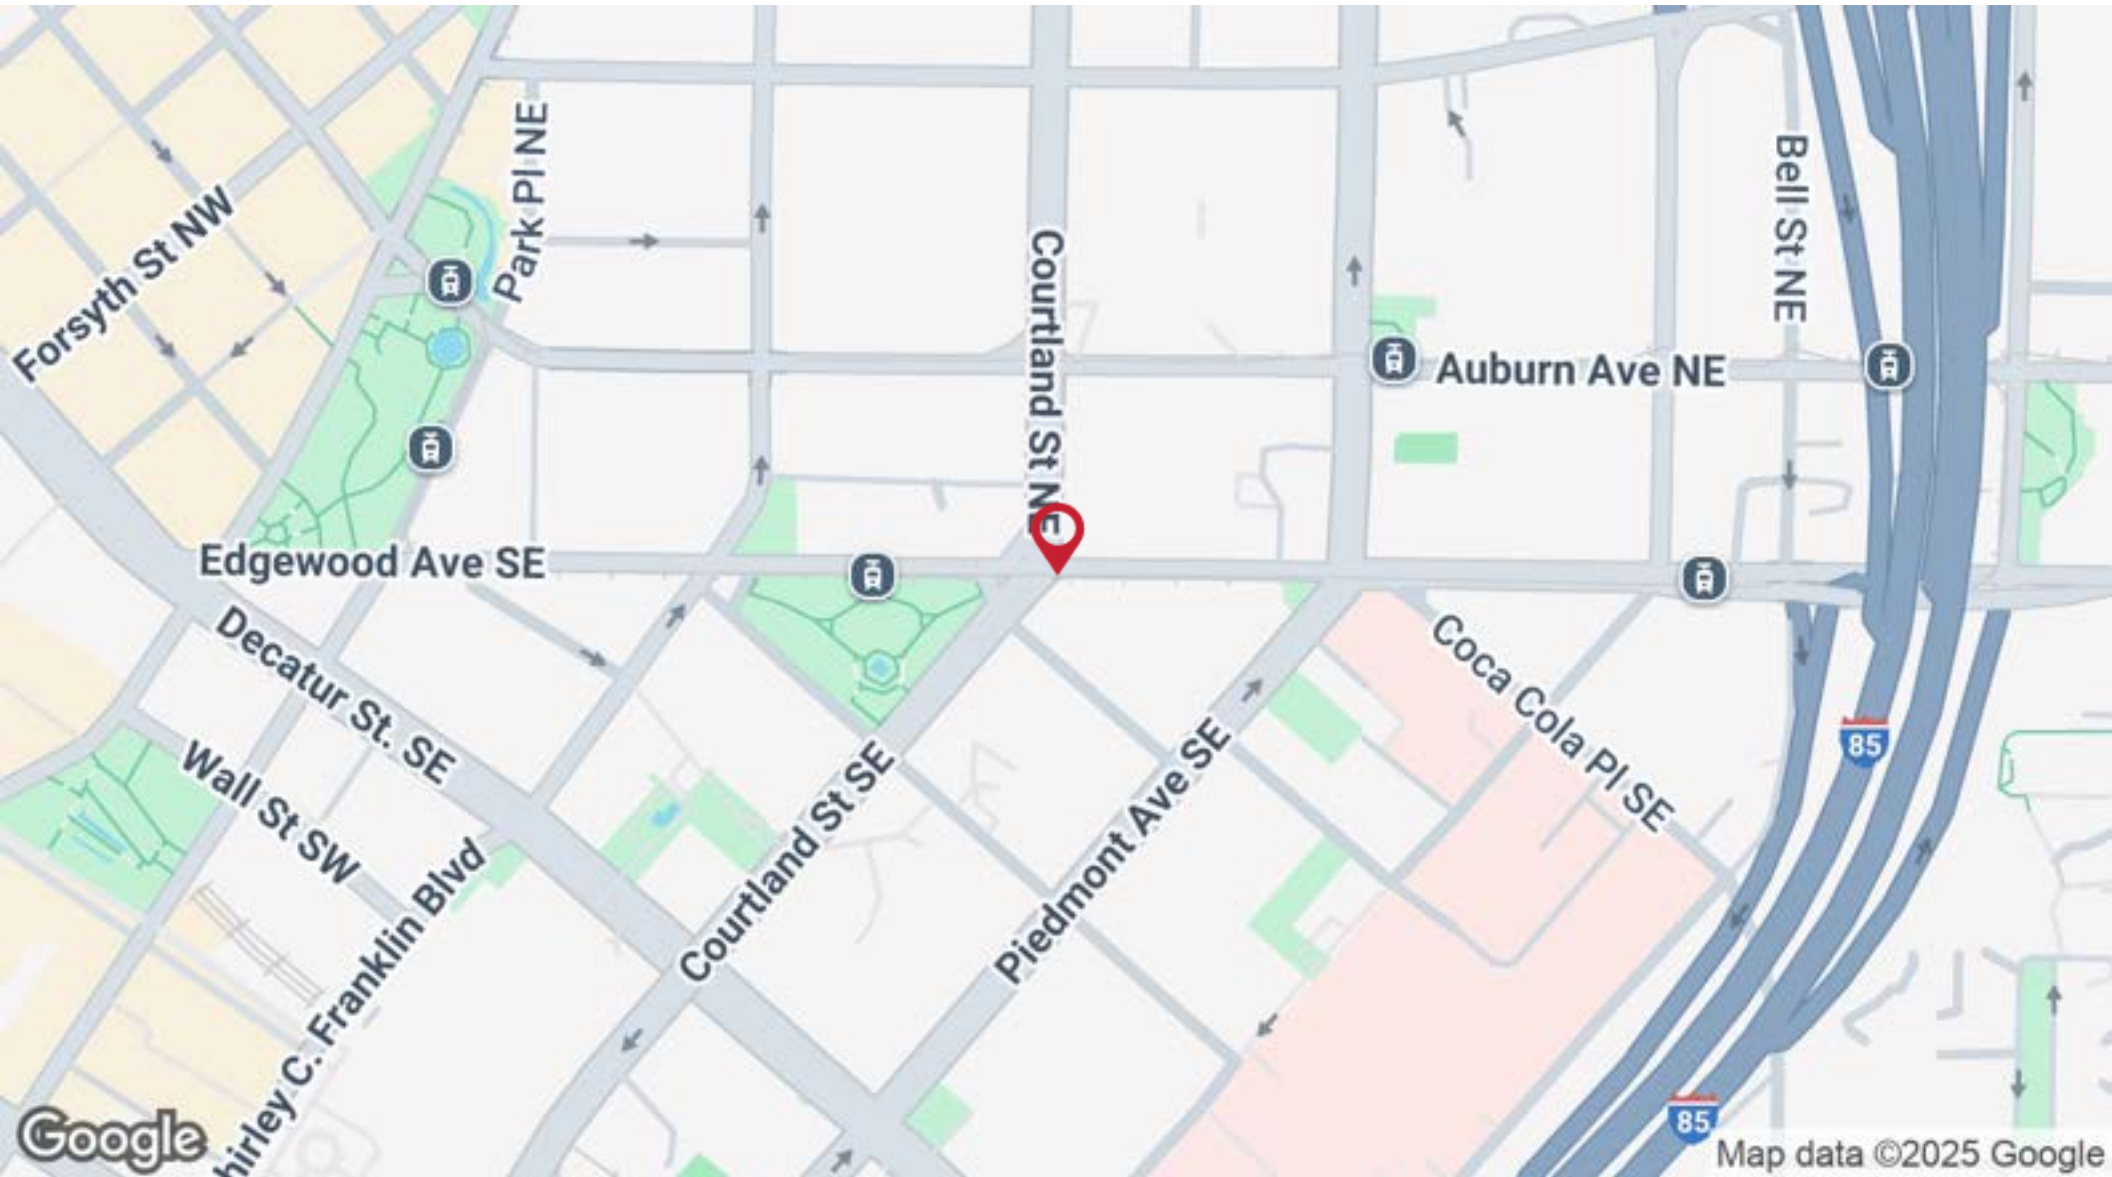 Park Pl NE
Forsyth St NW
Courtland St NE
Bell St NE
Auburn Ave NE
Edgewood Ave SE
Decatur St. SE
Coca Cola Pl SE
Wall St SW
Courtland St SE
Piedmont Ave SE
85
hirley C. Franklin Blvd
85
Google
Map data ©2025 Google